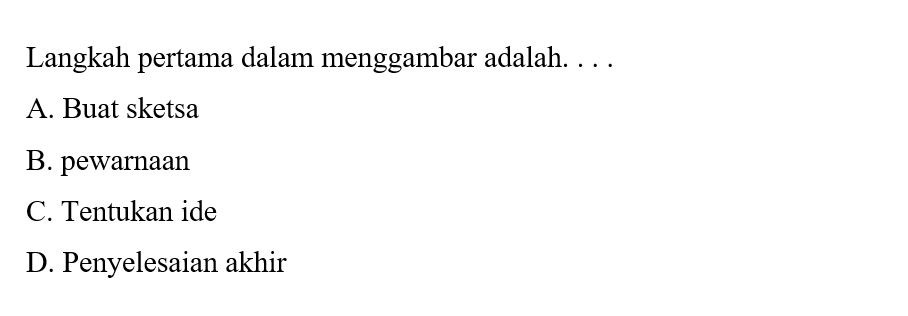 Langkah pertama dalam menggambar adalah. . . .
A. Buat sketsa
B. pewarnaan
C. Tentukan ide
D. Penyelesaian akhir